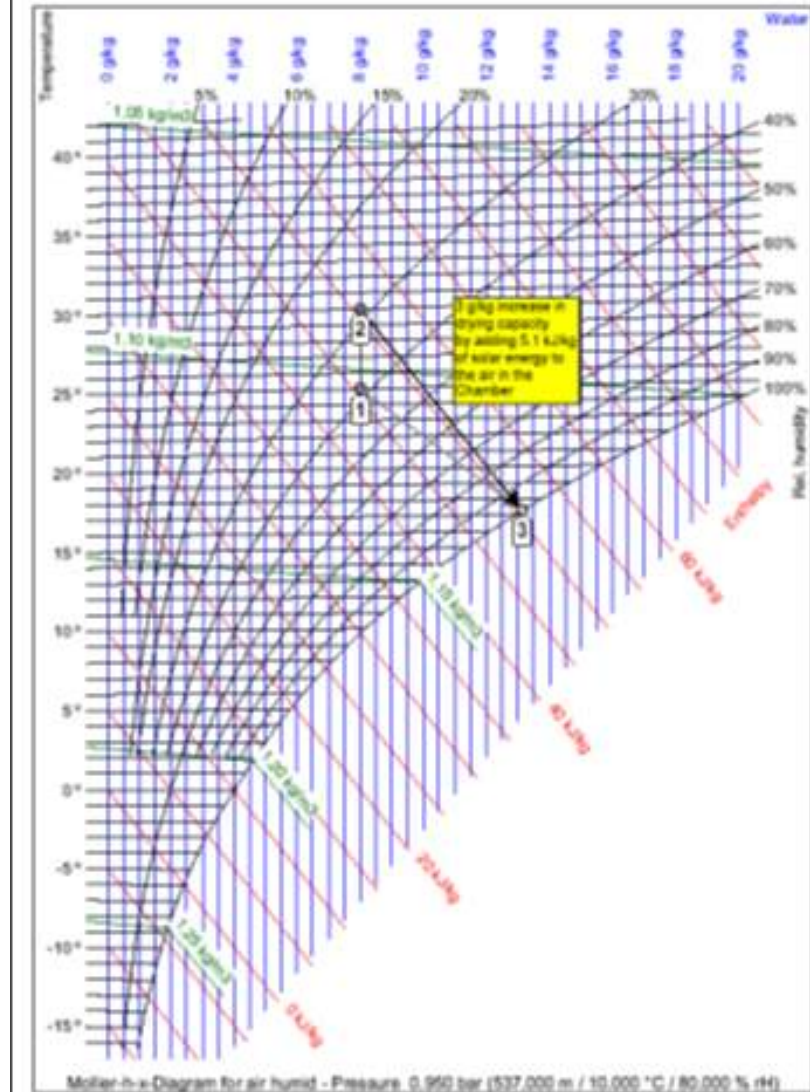 Water
Temperature
0 g/kg 2 g/kg 4 g/kg 6 g/kg 8 g/kg 10 g/kg 12 g/kg 14 g/kg 16 g/kg 18 g/kg 20 g/kg
5% 10% 15% 20% 30%
1,05 kg/m3
40%
40°
50%
35°
60%
70%
30°
80%
1,10 kg/m3
90%
25°
100%
2
3 g/kg increase in
drying capacity
by adding 5.1 kJ/kg
of solar energy to
the air in the
Chamber
1
Rel. humidity
20°
3
Enthalpy
15°
60 kJ/kg
1,15 kg/m3
10°
5°
40 kJ/kg
1,20 kg/m3
0°
20 kJ/kg
-5°
-10°
1,25 kg/m3
0 kJ/kg
-15°
Mollier-h-x-Diagram for air humid - Pressure 0,950 bar (537,000 m / 10,000 °C / 80,000 % rH)